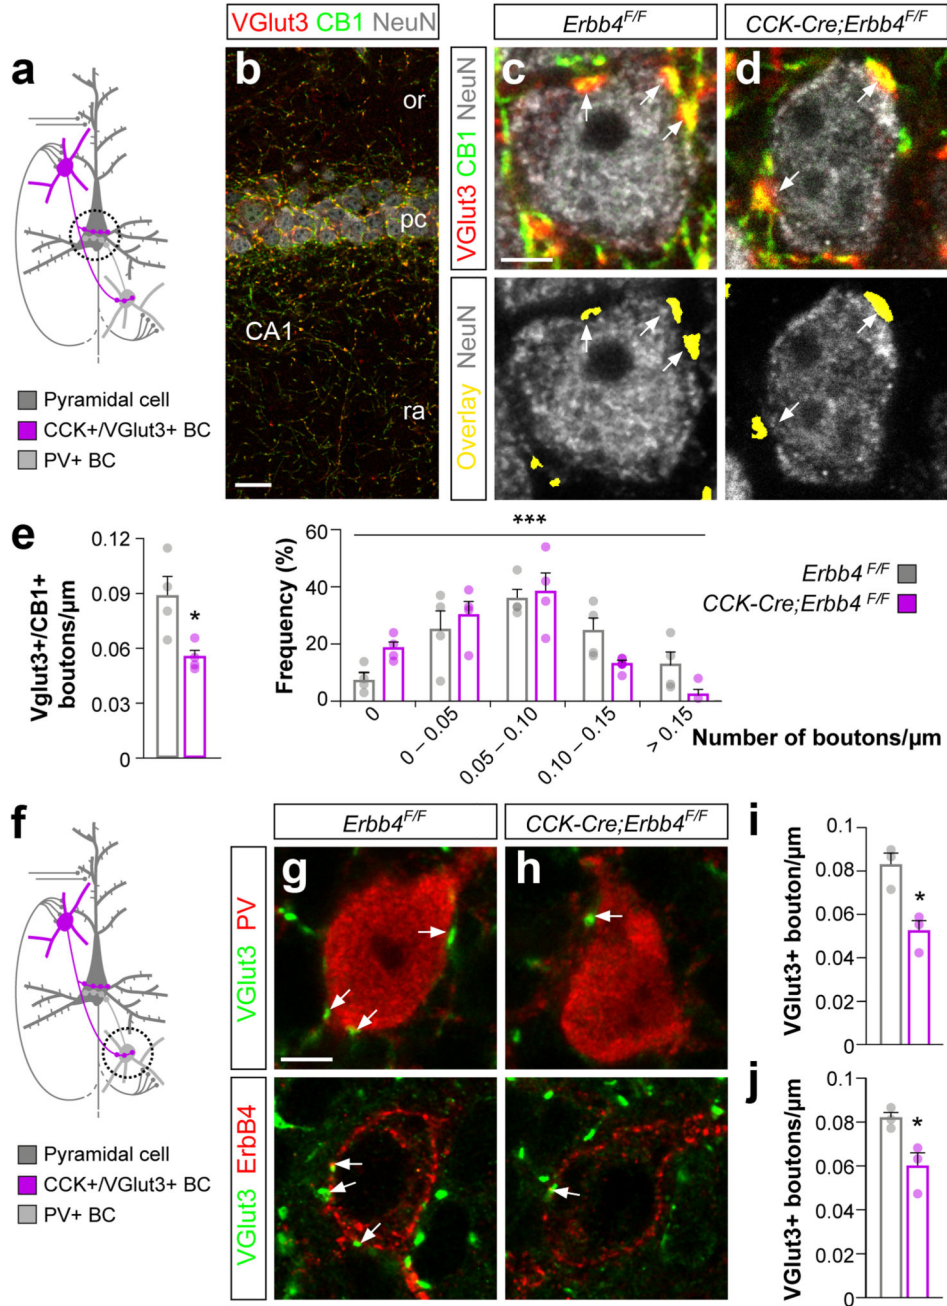 VGlut3 CB1 NeuN
Erbb4F/F
CCK-Cre;Erbb4F/F
a
b
c
d
or
pc
CA1
ra
VGlut3 CB1 NeuN
Overlay NeuN
Pyramidal cell
CCK+/VGlut3+ BC
PV+ BC
e
Vglut3+/CB1+
boutons/µm
0.12
0.09
0.06
0.03
0
*
Frequency (%)
60
40
20
0
***
0
0 – 0.05
0.05 – 0.10
0.10 – 0.15
> 0.15
Number of boutons/µm
Erbb4 F/F
CCK-Cre;Erbb4 F/F
f
Erbb4F/F
CCK-Cre;Erbb4F/F
g
h
VGlut3 PV
VGlut3 ErbB4
Pyramidal cell
CCK+/VGlut3+ BC
PV+ BC
i
VGlut3+ bouton/µm
0.1
0.08
0.06
0.04
0.02
0
*
j
VGlut3+ boutons/µm
0.1
0.08
0.06
0.04
0.02
0
*